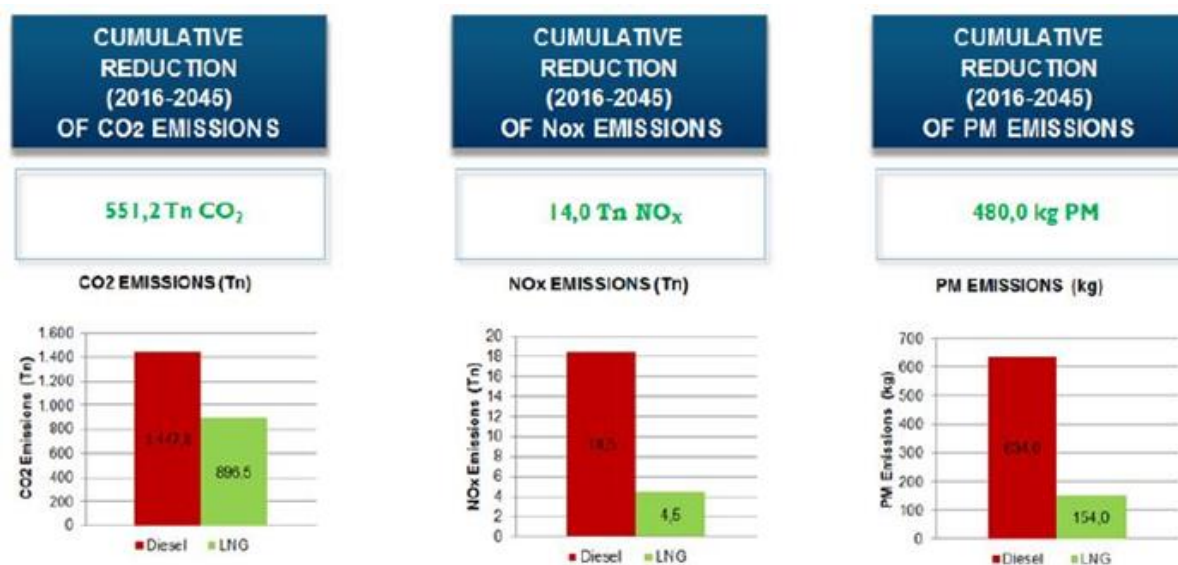 CUMULATIVE
REDUCTION
(2016-2045)
OF CO2 EMISSIONS
551,2 Tn CO₂
CO2 EMISSIONS (Tn)
CO2 Emissions (Tn)
1.600
1.400
1.200
1.000
800
600
400
200
0
896,5
Diesel
LNG
CUMULATIVE
REDUCTION
(2016-2045)
OF Nox EMISSIONS
14,0 Tn NOₓ
NOx EMISSIONS (Tn)
NOx Emissions (Tn)
20
18
16
14
12
10
8
6
4
2
0
18,5
4,5
Diesel
LNG
CUMULATIVE
REDUCTION
(2016-2045)
OF PM EMISSIONS
480,0 kg PM
PM EMISSIONS (kg)
PM Emissions (kg)
700
600
500
400
300
200
100
0
634,0
154,0
Diesel
LNG